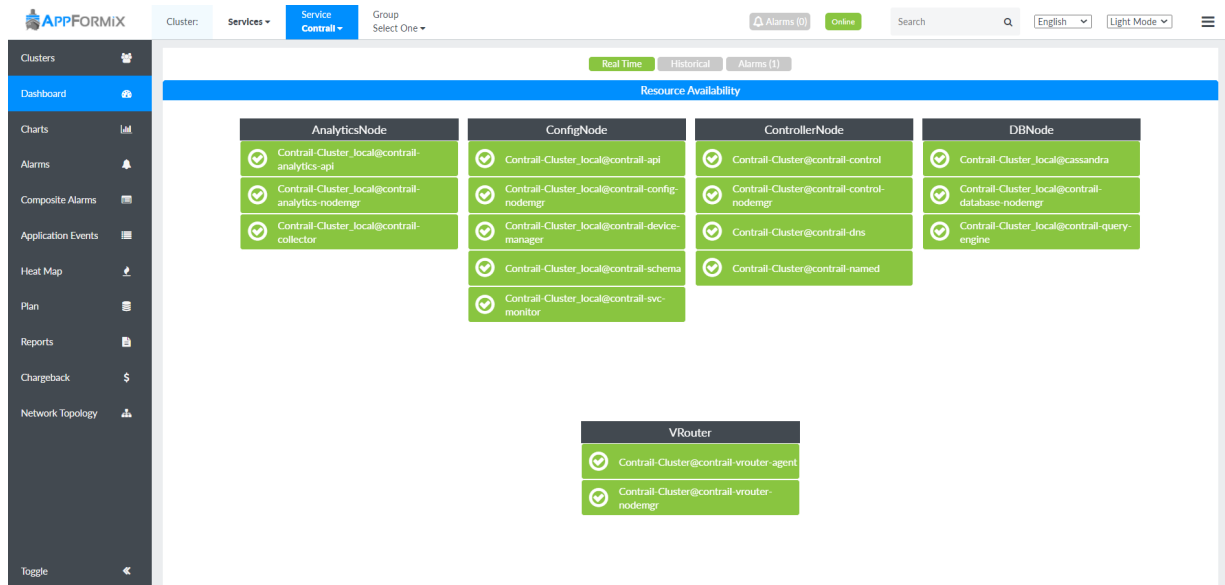 APPFORMIX
Cluster:
Services
Service
Contrail
Group
Select One
Alarms (0)
Online
Search
English
Light Mode
Clusters
Dashboard
Charts
Alarms
Composite Alarms
Application Events
Heat Map
Plan
Reports
Chargeback
Network Topology
Toggle
Real Time
Historical
Alarms (1)
Resource Availability
AnalyticsNode
Contrail-Cluster_local@contrail-
analytics-api
Contrail-Cluster_local@contrail-
analytics-nodemgr
Contrail-Cluster_local@contrail-
collector
ConfigNode
Contrail-Cluster_local@contrail-api
Contrail-Cluster_local@contrail-config-
nodemgr
Contrail-Cluster_local@contrail-device-
manager
Contrail-Cluster_local@contrail-schema
Contrail-Cluster_local@contrail-svc-
monitor
ControllerNode
Contrail-Cluster@contrail-control
Contrail-Cluster@contrail-control-
nodemgr
Contrail-Cluster@contrail-dns
Contrail-Cluster@contrail-named
DBNode
Contrail-Cluster_local@cassandra
Contrail-Cluster_local@contrail-
database-nodemgr
Contrail-Cluster_local@contrail-query-
engine
VRouter
Contrail-Cluster@contrail-vrouter-agent
Contrail-Cluster@contrail-vrouter-
nodemgr